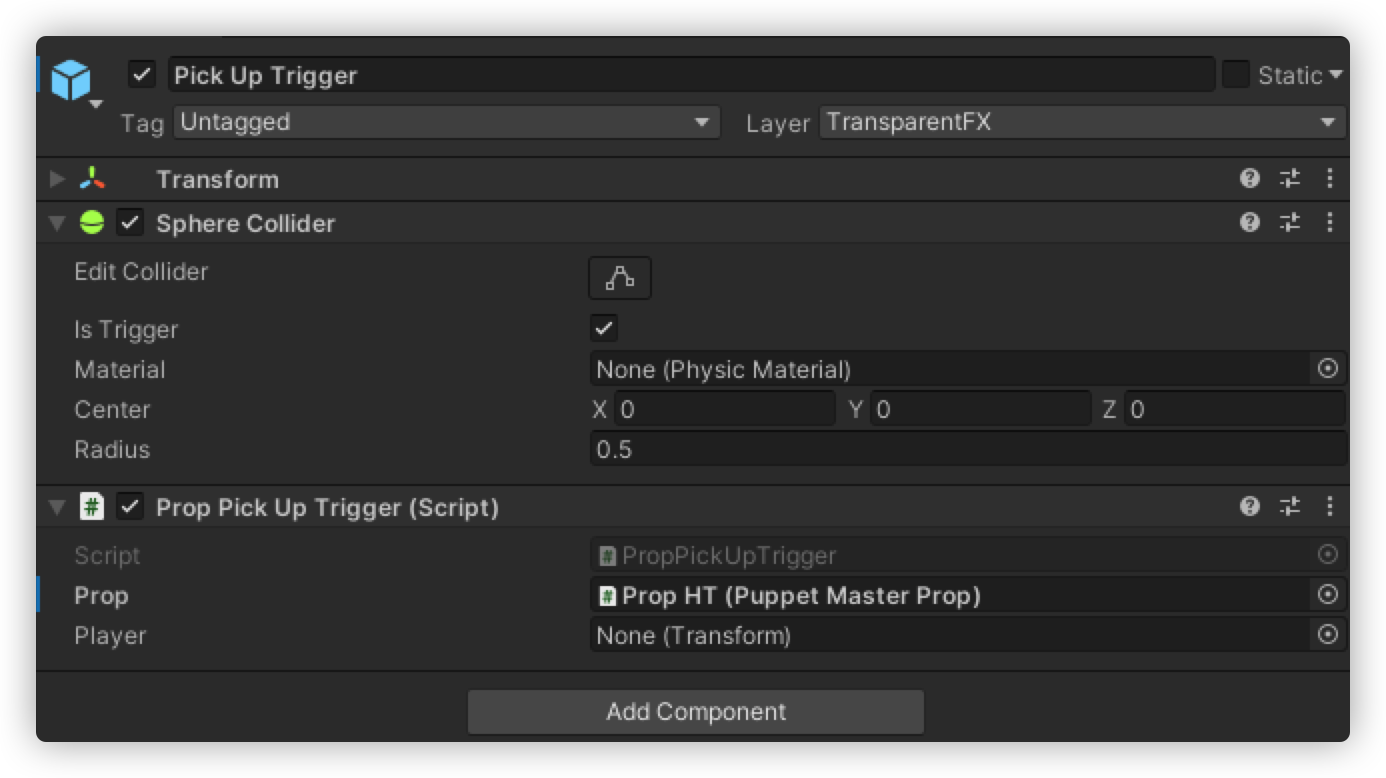 Pick Up Trigger
Static
Tag Untagged Layer TransparentFX
Transform
Sphere Collider
Edit Collider
Is Trigger
Material None (Physic Material)
Center X 0 Y 0 Z 0
Radius 0.5
# Prop Pick Up Trigger (Script)
Script # PropPickUpTrigger
Prop # Prop HT (Puppet Master Prop)
Player None (Transform)
Add Component